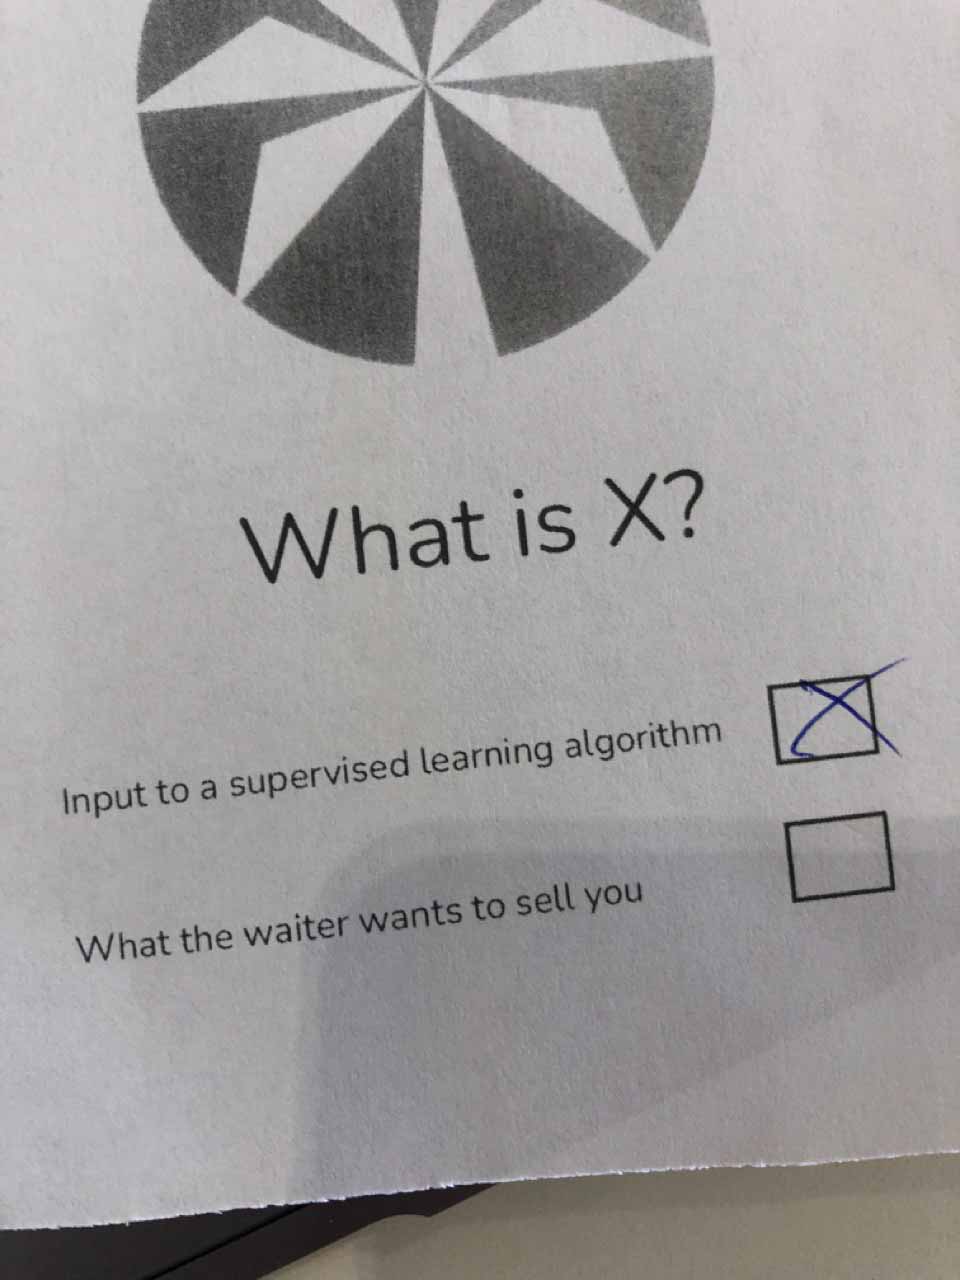 What is X?
Input to a supervised learning algorithm
What the waiter wants to sell you